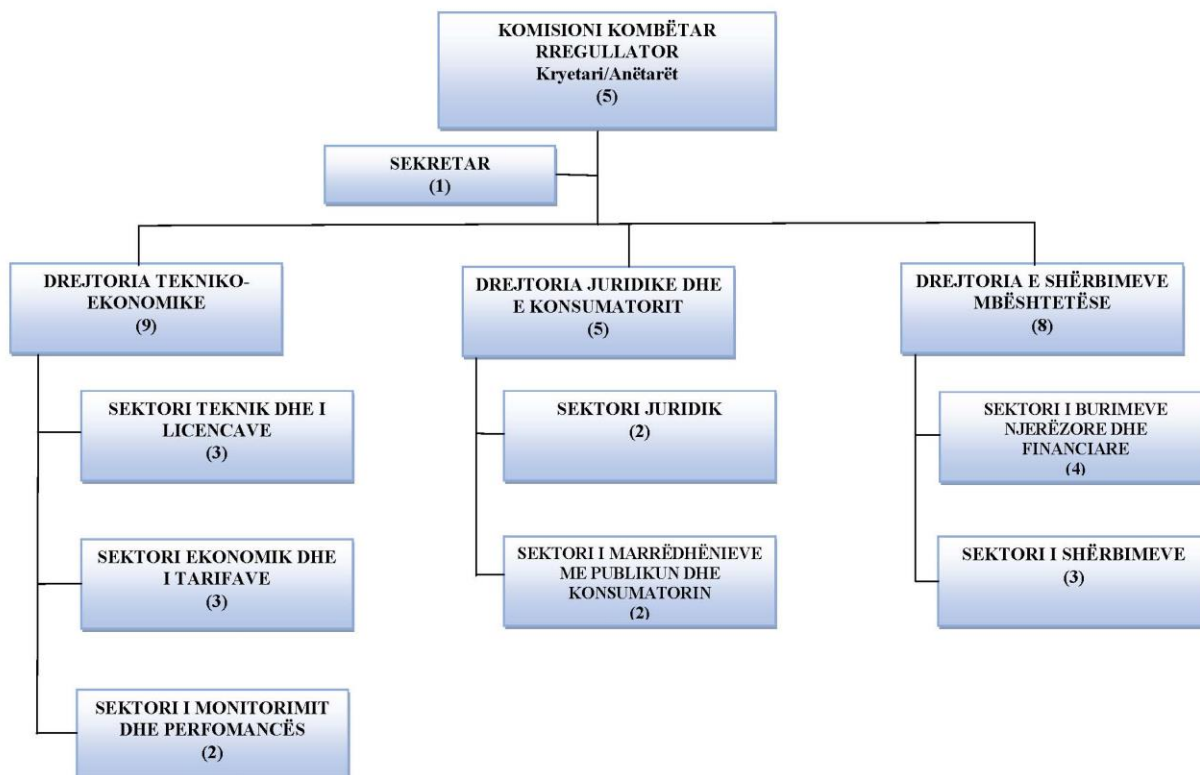 KOMISIONI KOMBËTAR
RREGULLATOR
Kryetari/Anëtarët
(5)
SEKRETAR
(1)
DREJTORIA TEKNIKO-
EKONOMIKE
(9)
SEKTORI TEKNIK DHE I
LICENCAVE
(3)
SEKTORI EKONOMIK DHE
I TARIFAVE
(3)
SEKTORI I MONITORIMIT
DHE PERFOMANCËS
(2)
DREJTORIA JURIDIKE DHE
E KONSUMATORIT
(5)
SEKTORI JURIDIK
(2)
SEKTORI I MARRËDHËNIEVE
ME PUBLIKUN DHE
KONSUMATORIN
(2)
DREJTORIA E SHËRBIMEVE
MBËSHTETËSE
(8)
SEKTORI I BURIMEVE
NJERËZORE DHE
FINANCIARE
(4)
SEKTORI I SHËRBIMEVE
(3)